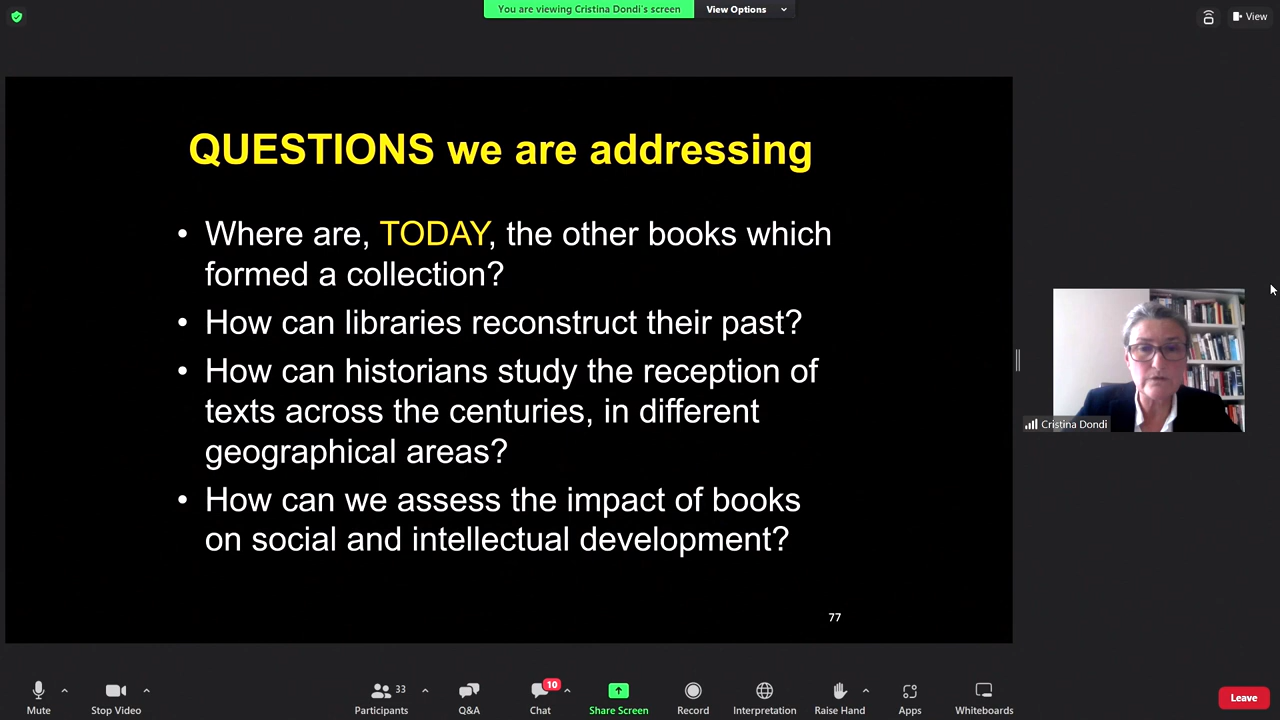 You are viewing Cristina Dondi's screen
View Options
View
QUESTIONS we are addressing
• Where are, TODAY, the other books which
formed a collection?
• How can libraries reconstruct their past?
• How can historians study the reception of
texts across the centuries, in different
geographical areas?
• How can we assess the impact of books
on social and intellectual development?
77
Cristina Dondi
Mute
Stop Video
33
Participants
Q&A
10
Chat
Share Screen
Record
Interpretation
Raise Hand
Apps
Whiteboards
Leave